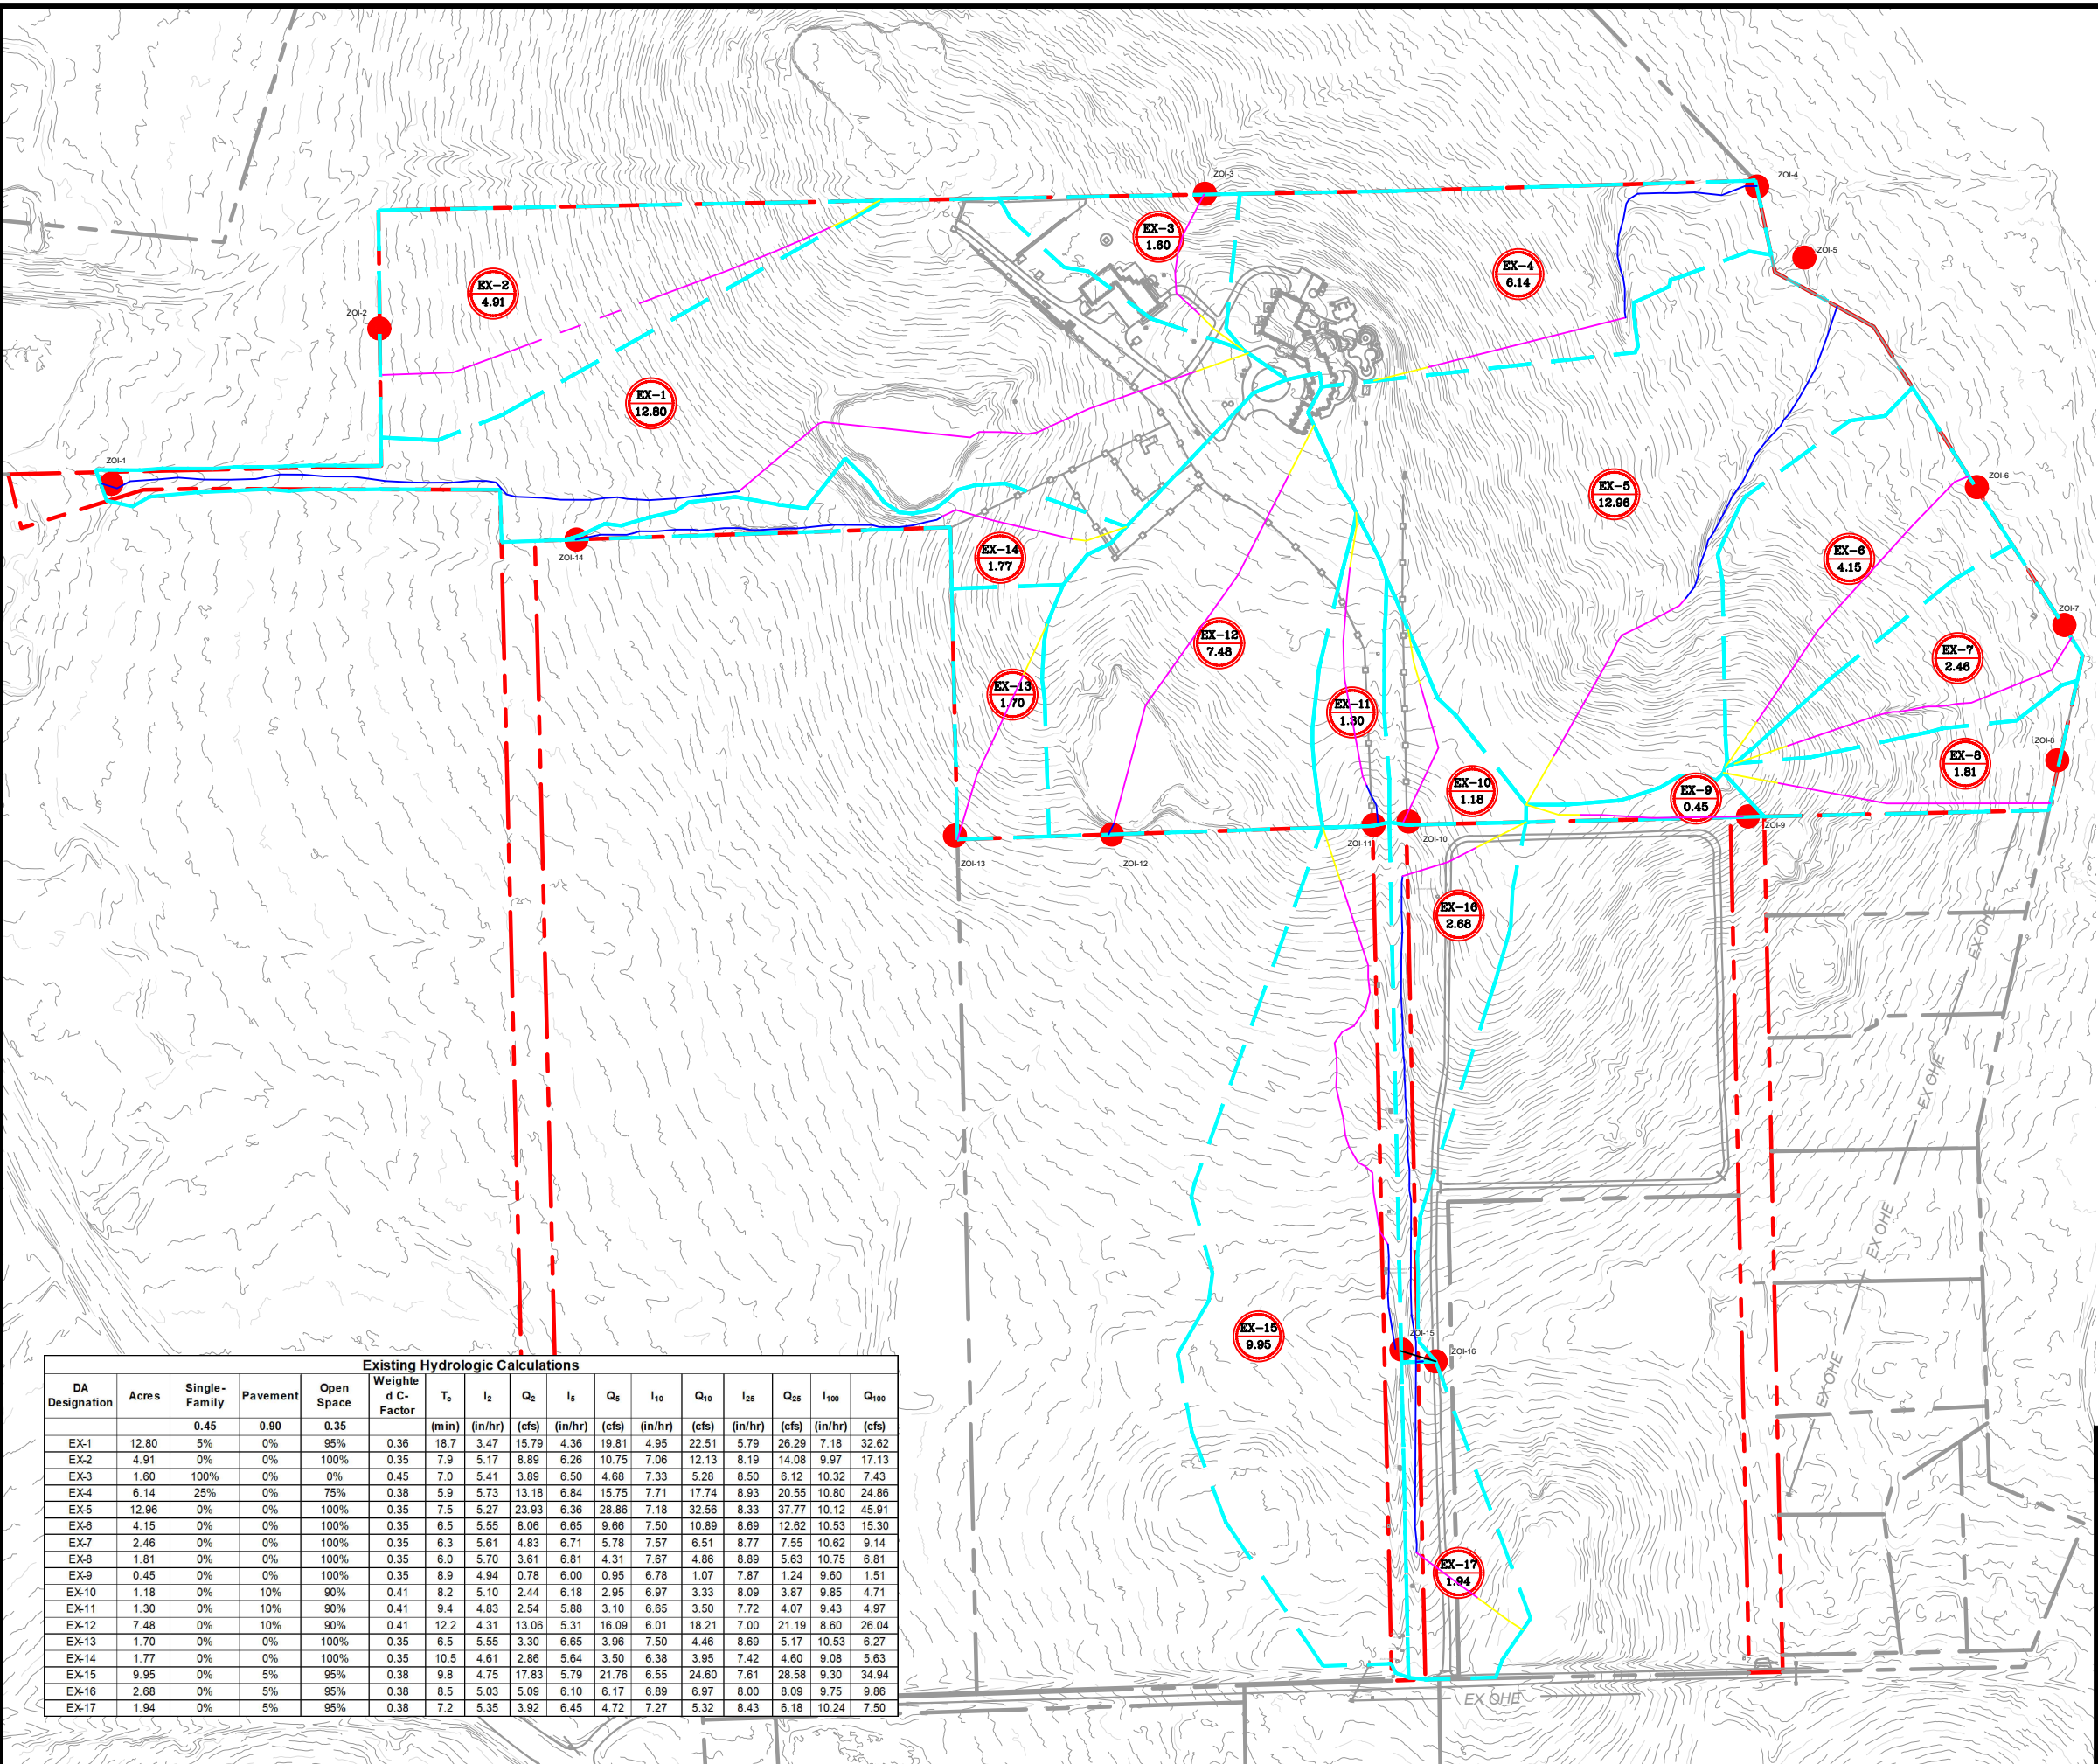 ZOI-3
ZOI-4
EX-3
1.60
ZOI-5
EX-4
6.14
EX-2
4.91
ZOI-2
EX-1
12.80
ZOI-1
ZOI-6
EX-5
12.96
ZOI-14
EX-14
1.77
EX-6
4.15
ZOI-7
EX-12
7.48
EX-7
2.46
EX-13
1.70
EX-11
1.30
ZOI-8
EX-8
1.81
EX-10
1.18
EX-9
0.45
ZOI-9
ZOI-10
ZOI-11
ZOI-12
ZOI-13
EX-16
2.68
EX OHE
EX OHE
EX OHE
EX-15
9.95
ZOI-15
ZOI-16
EX OHE
EX-17
1.94
EX OHE
Existing Hydrologic Calculations
DA Designation Acres Single-Family Pavement Open Space Weighte d C-Factor Tc I2 Q2 I5 Q5 I10 Q10 I25 Q25 I100 Q100
0.45 0.90 0.35 (min) (in/hr) (cfs) (in/hr) (cfs) (in/hr) (cfs) (in/hr) (cfs) (in/hr) (cfs)
EX-1 12.80 5% 0% 95% 0.36 18.7 3.47 15.79 4.36 19.81 4.95 22.51 5.79 26.29 7.18 32.62
EX-2 4.91 0% 0% 100% 0.35 7.9 5.17 8.89 6.26 10.75 7.06 12.13 8.19 14.08 9.97 17.13
EX-3 1.60 100% 0% 0% 0.45 7.0 5.41 3.89 6.50 4.68 7.33 5.28 8.50 6.12 10.32 7.43
EX-4 6.14 25% 0% 75% 0.38 5.9 5.73 13.18 6.84 15.75 7.71 17.74 8.93 20.55 10.80 24.86
EX-5 12.96 0% 0% 100% 0.35 7.5 5.27 23.93 6.36 28.86 7.18 32.56 8.33 37.77 10.12 45.91
EX-6 4.15 0% 0% 100% 0.35 6.5 5.55 8.06 6.65 9.66 7.50 10.89 8.69 12.62 10.53 15.30
EX-7 2.46 0% 0% 100% 0.35 6.3 5.61 4.83 6.71 5.78 7.57 6.51 8.77 7.55 10.62 9.14
EX-8 1.81 0% 0% 100% 0.35 6.0 5.70 3.61 6.81 4.31 7.67 4.86 8.89 5.63 10.75 6.81
EX-9 0.45 0% 0% 100% 0.35 8.9 4.94 0.78 6.00 0.95 6.78 1.07 7.87 1.24 9.60 1.51
EX-10 1.18 0% 10% 90% 0.41 8.2 5.10 2.44 6.18 2.95 6.97 3.33 8.09 3.87 9.85 4.71
EX-11 1.30 0% 10% 90% 0.41 9.4 4.83 2.54 5.88 3.10 6.65 3.50 7.72 4.07 9.43 4.97
EX-12 7.48 0% 10% 90% 0.41 12.2 4.31 13.06 5.31 16.09 6.01 18.21 7.00 21.19 8.60 26.04
EX-13 1.70 0% 0% 100% 0.35 6.5 5.55 3.30 6.65 3.96 7.50 4.46 8.69 5.17 10.53 6.27
EX-14 1.77 0% 0% 100% 0.35 10.5 4.61 2.86 5.64 3.50 6.38 3.95 7.42 4.60 9.08 5.63
EX-15 9.95 0% 5% 95% 0.38 9.8 4.75 17.83 5.79 21.76 6.55 24.60 7.61 28.58 9.30 34.94
EX-16 2.68 0% 5% 95% 0.38 8.5 5.03 5.09 6.10 6.17 6.89 6.97 8.00 8.09 9.75 9.86
EX-17 1.94 0% 5% 95% 0.38 7.2 5.35 3.92 6.45 4.72 7.27 5.32 8.43 6.18 10.24 7.50